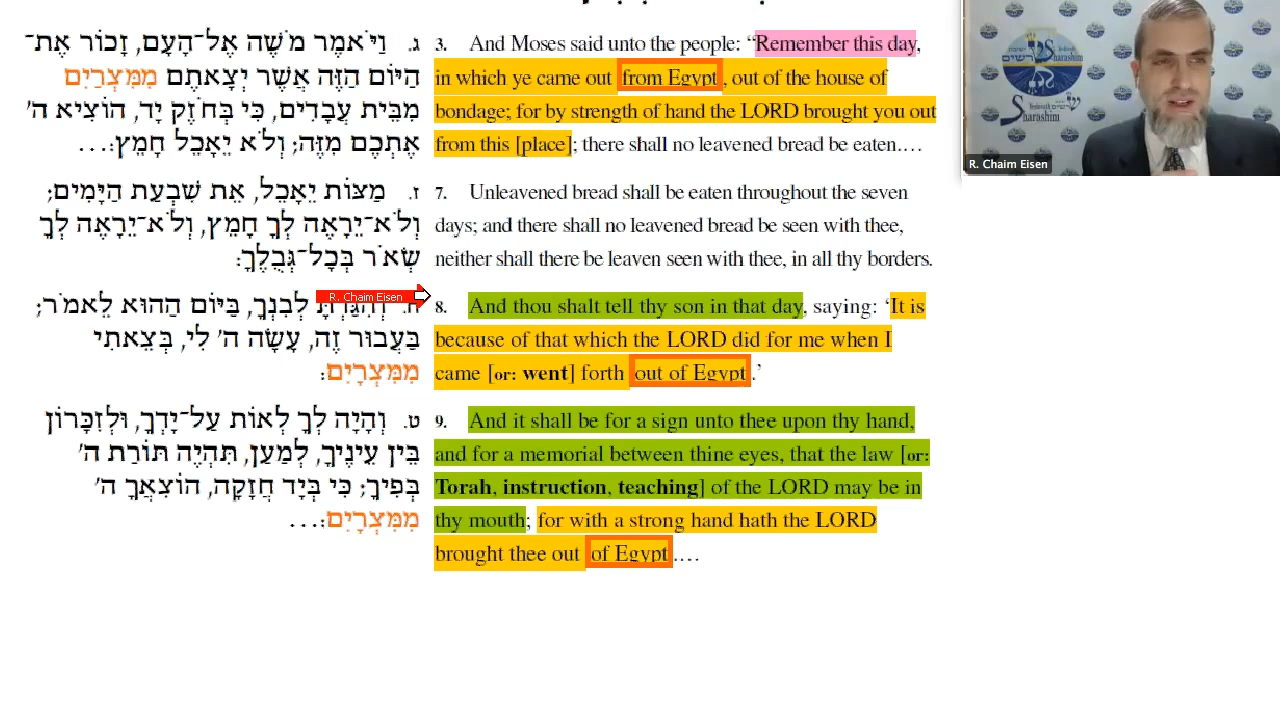 ג. וַיֹּאמֶר מֹשֶׁה אֶל־הָעָם, זָכוֹר אֶת־
הַיּוֹם הַזֶּה אֲשֶׁר יְצָאתֶם מִמִּצְרַיִם
מִבֵּית עֲבָדִים, כִּי בְּחֹזֶק יָד, הוֹצִיא ה'
אֶתְכֶם מִזֶּה; וְלֹא יֵאָכֵל חָמֵץ:...
ז. מַצּוֹת יֵאָכֵל, אֵת שִׁבְעַת הַיָּמִים;
וְלֹא־יֵרָאֶה לְךָ חָמֵץ, וְלֹא־יֵרָאֶה לְךָ
שְׂאֹר בְּכָל־גְּבֻלֶךָ:
לְבִנְךָ, בַּיּוֹם הַהוּא לֵאמֹר;
בַּעֲבוּר זֶה, עָשָׂה ה' לִי, בְּצֵאתִי
מִמִּצְרָיִם:
ט. וְהָיָה לְךָ לְאוֹת עַל־יָדְךָ, וּלְזִכָּרוֹן
בֵּין עֵינֶיךָ, לְמַעַן, תִּהְיֶה תּוֹרַת ה'
בְּפִיךָ; כִּי בְּיָד חֲזָקָה, הוֹצִאֲךָ ה'
מִמִּצְרָיִם:...
3. And Moses said unto the people: “Remember this day,
in which ye came out from Egypt, out of the house of
bondage; for by strength of hand the LORD brought you out
from this [place]; there shall no leavened bread be eaten....
7. Unleavened bread shall be eaten throughout the seven
days; and there shall no leavened bread be seen with thee,
neither shall there be leaven seen with thee, in all thy borders.
8. And thou shalt tell thy son in that day, saying: ‘It is
because of that which the LORD did for me when I
came [or: went] forth out of Egypt.’
9. And it shall be for a sign unto thee upon thy hand,
and for a memorial between thine eyes, that the law [or:
Torah, instruction, teaching] of the LORD may be in
thy mouth; for with a strong hand hath the LORD
brought thee out of Egypt....
R. Chaim Eisen
R. Chaim Eisen
Sharashim